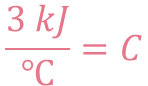 3 kJ
°C = C